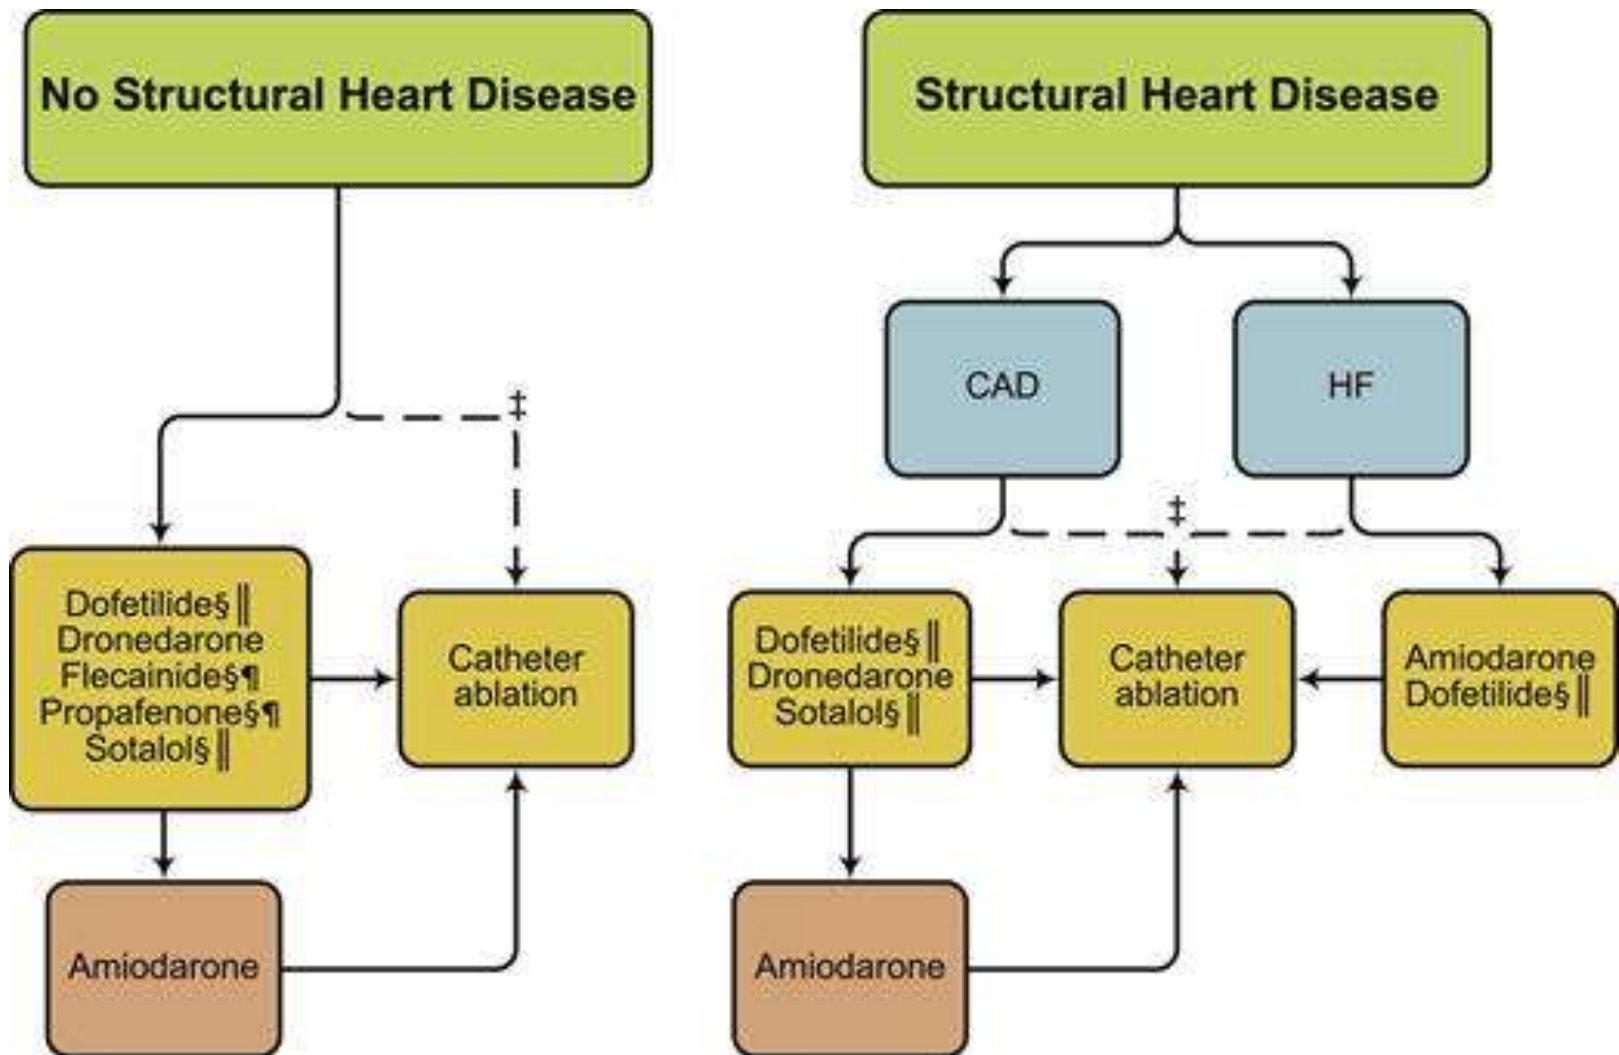 No Structural Heart Disease
Structural Heart Disease
CAD
HF
‡
‡
Dofetilide§‖
Dronedarone
Flecainide§¶
Propafenone§¶
Sotalol§‖
Catheter
ablation
Dofetilide§‖
Dronedarone
Sotalol§‖
Catheter
ablation
Amiodarone
Dofetilide§‖
Amiodarone
Amiodarone